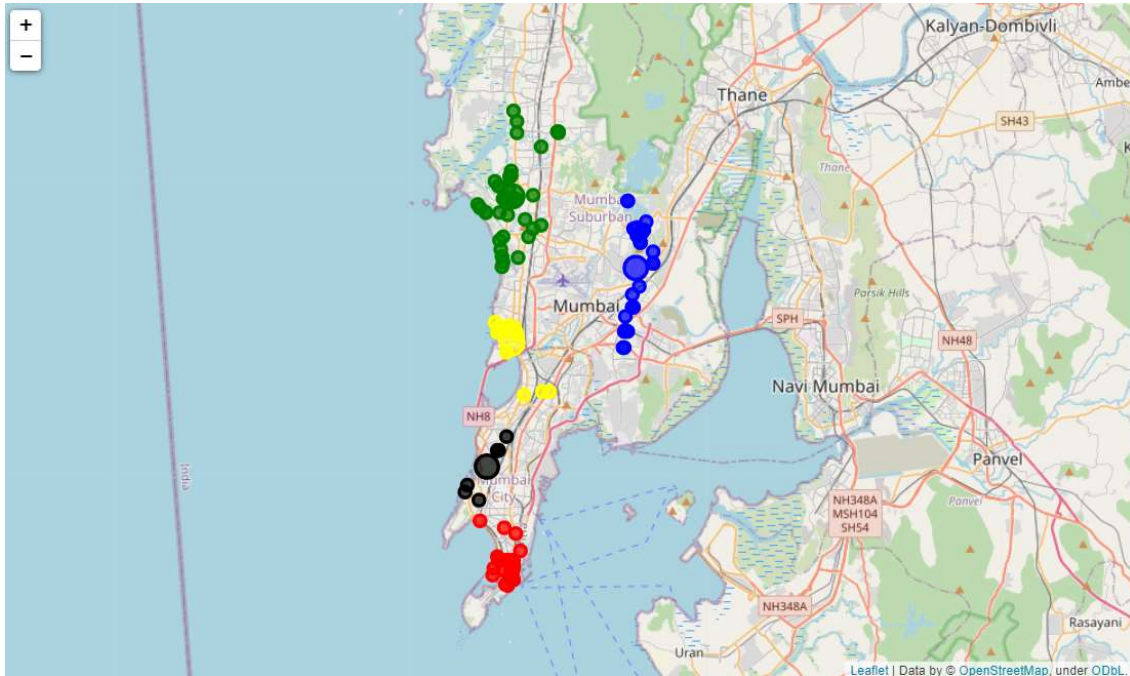 +
−
Kalyan-Dombivli
Thane
SH43
Thane
Mumbai
Suburban
Parsik Hills
Mumbai
SPH
NH48
Navi Mumbai
NH8
Panvel
India
Mumbai
City
NH348A
MSH104
SH54
Panvel
NH348A
Rasayani
Uran
Leaflet | Data by © OpenStreetMap, under ODbL.